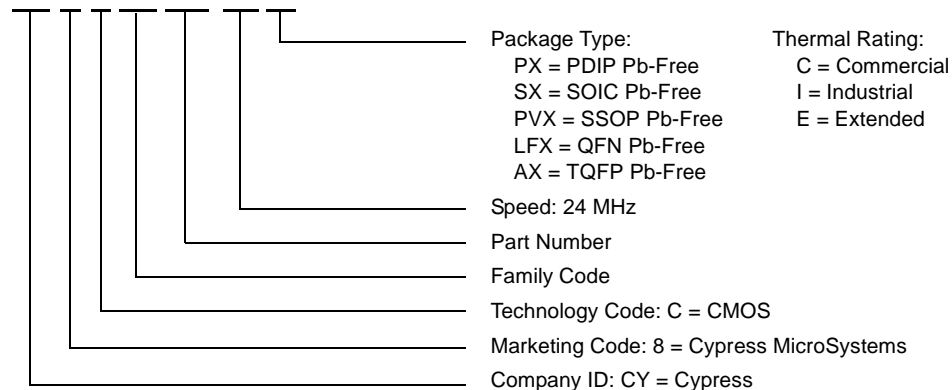 Package Type:
PX = PDIP Pb-Free
SX = SOIC Pb-Free
PVX = SSOP Pb-Free
LFX = QFN Pb-Free
AX = TQFP Pb-Free
Thermal Rating:
C = Commercial
I = Industrial
E = Extended
Speed: 24 MHz
Part Number
Family Code
Technology Code: C = CMOS
Marketing Code: 8 = Cypress MicroSystems
Company ID: CY = Cypress